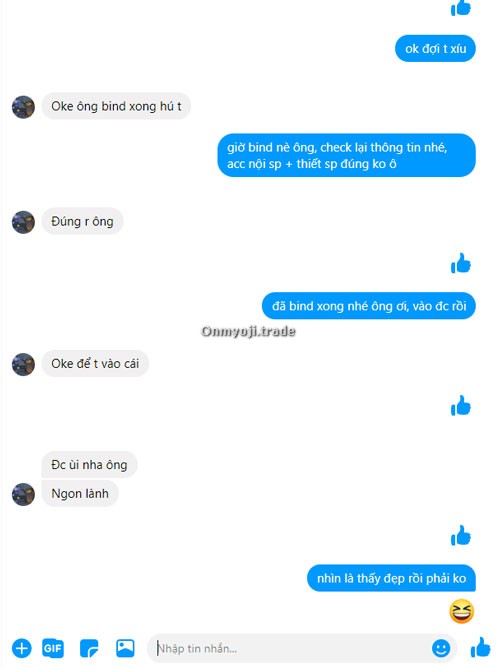 ok đợi t xíu
Oke ông bind xong hú t
giờ bind nè ông, check lại thông tin nhé,
acc nội sp + thiết sp đúng ko ô
Đúng r ông
đã bind xong nhé ông ơi, vào đc rồi
Onmyoji.trade
Oke để t vào cái
Đc ùi nha ông
Ngon lành
nhìn là thấy đẹp rồi phải ko
GIF
Nhập tin nhắn...